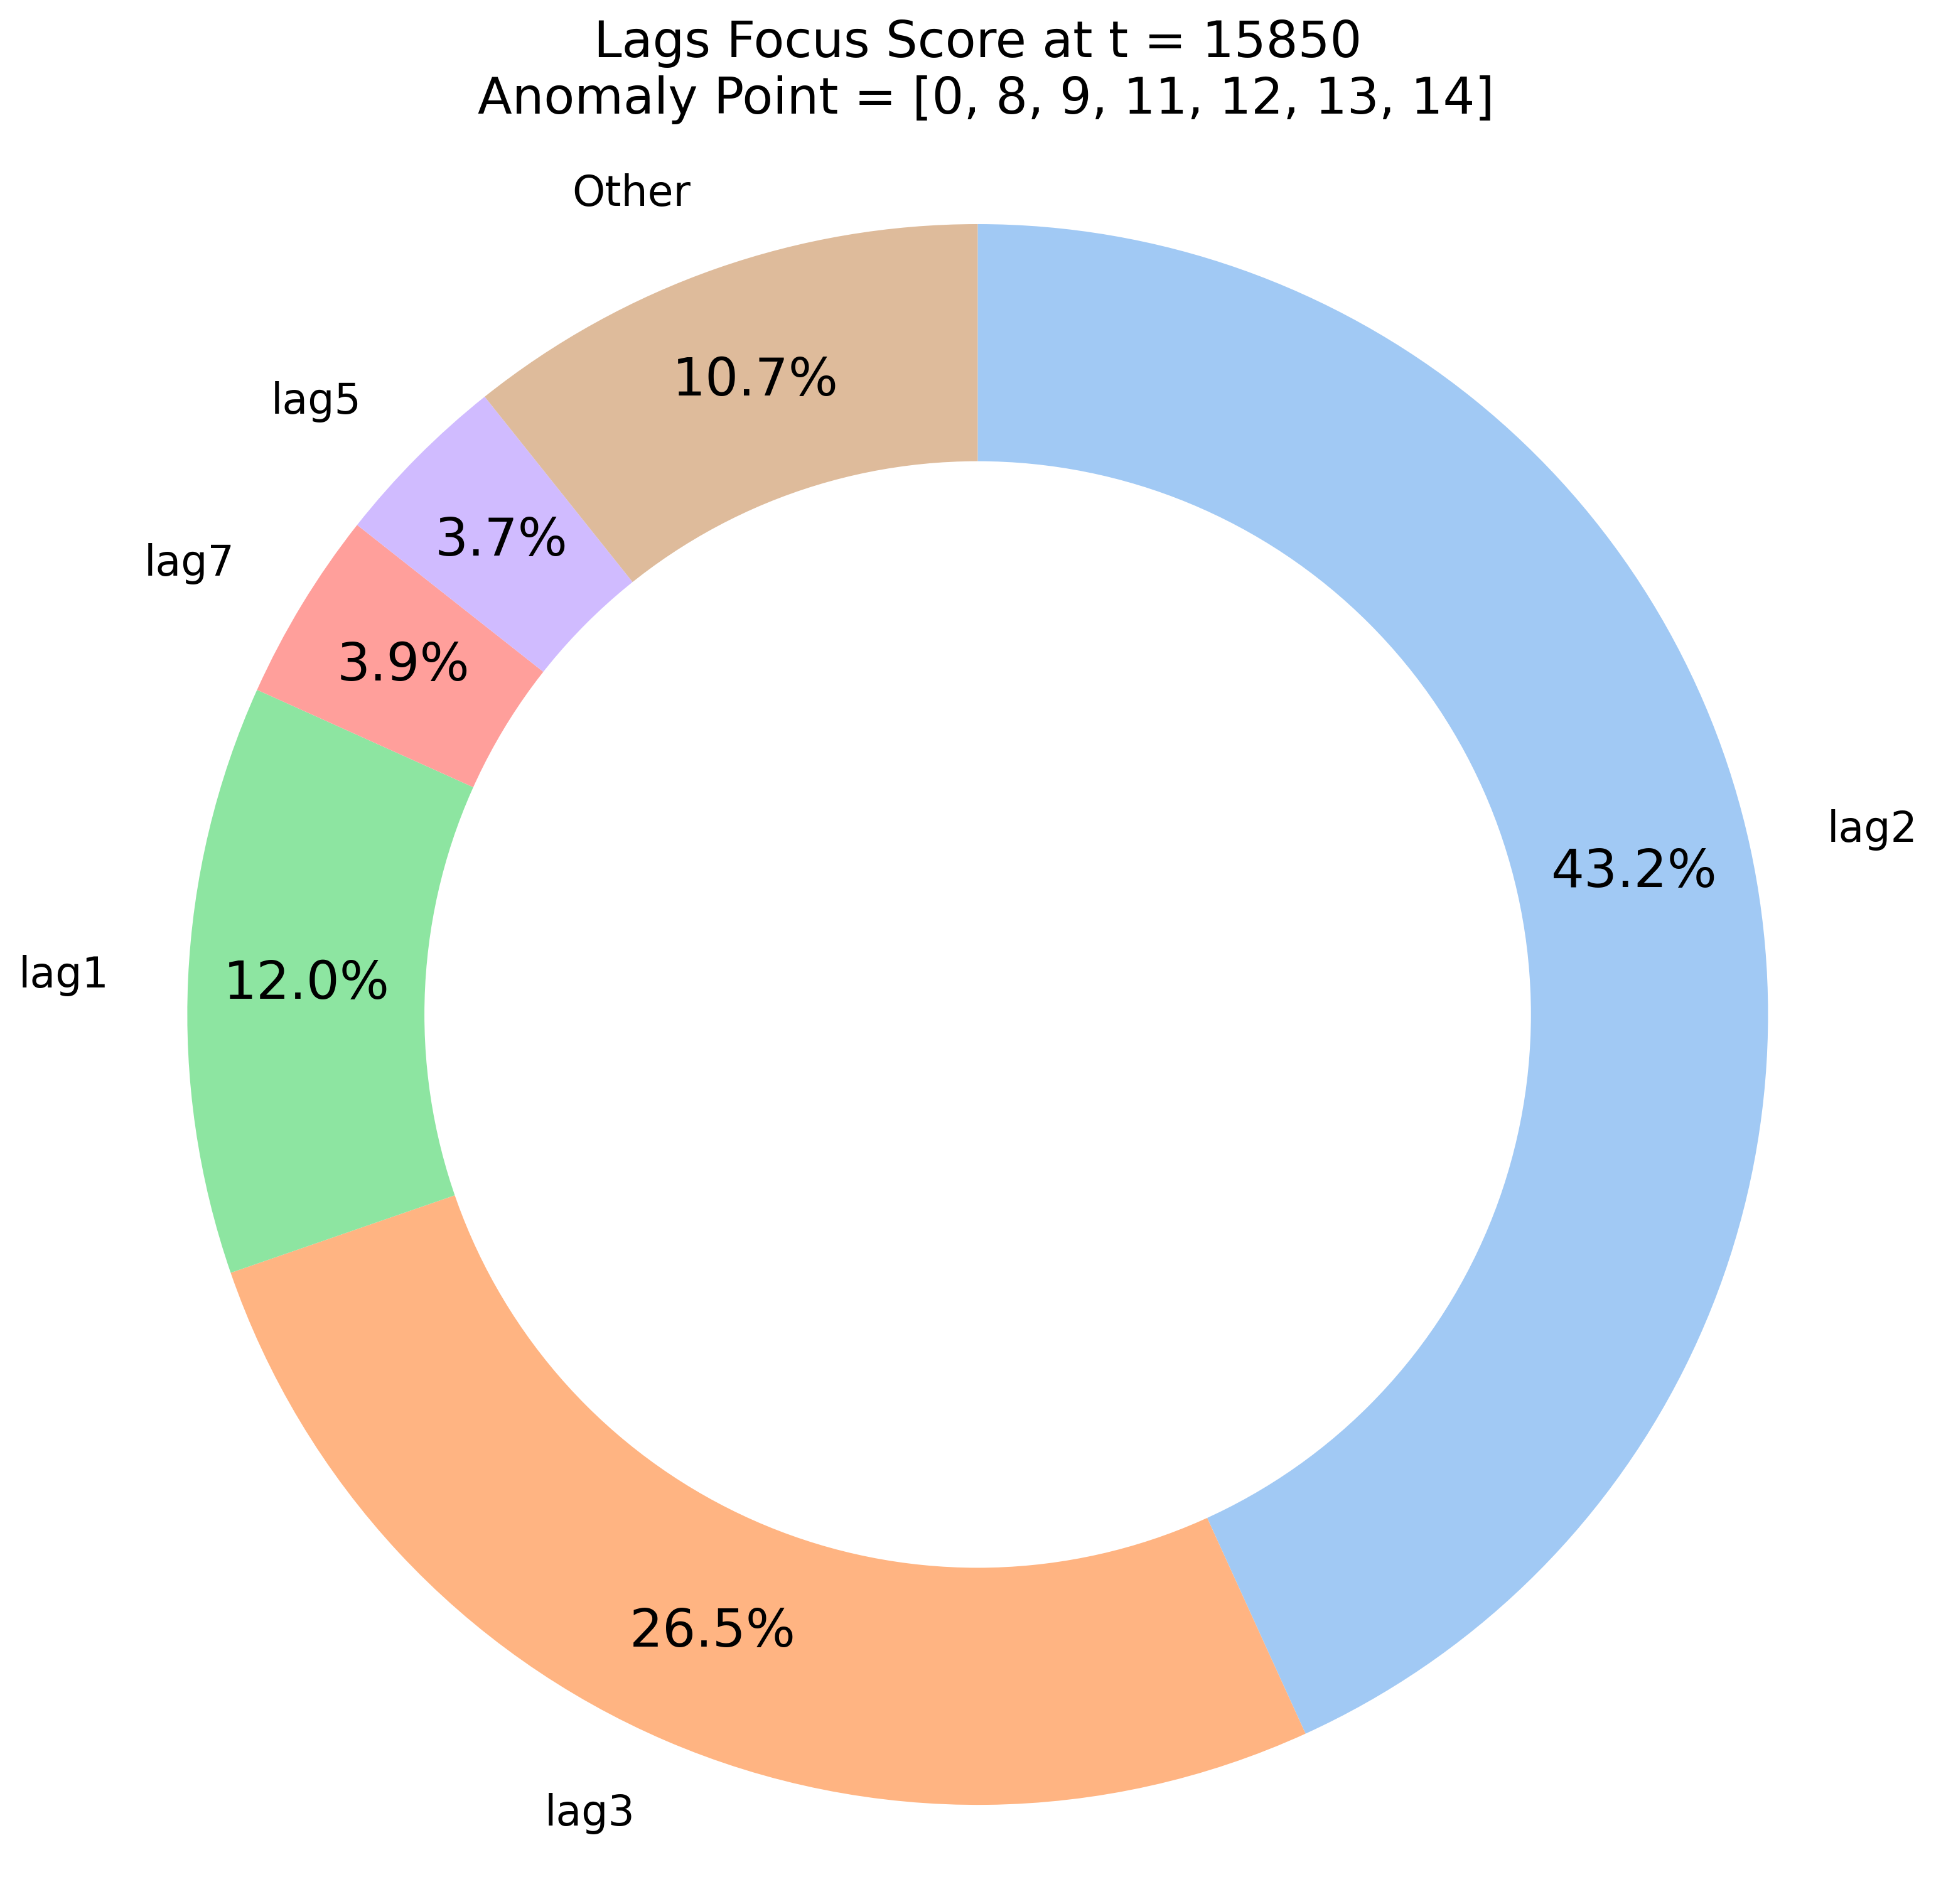 Lags Focus Score at t = 15850
Anomaly Point = [0, 8, 9, 11, 12, 13, 14]
Other
10.7%
lag5
3.7%
lag7
3.9%
lag2
43.2%
lag1
12.0%
26.5%
lag3